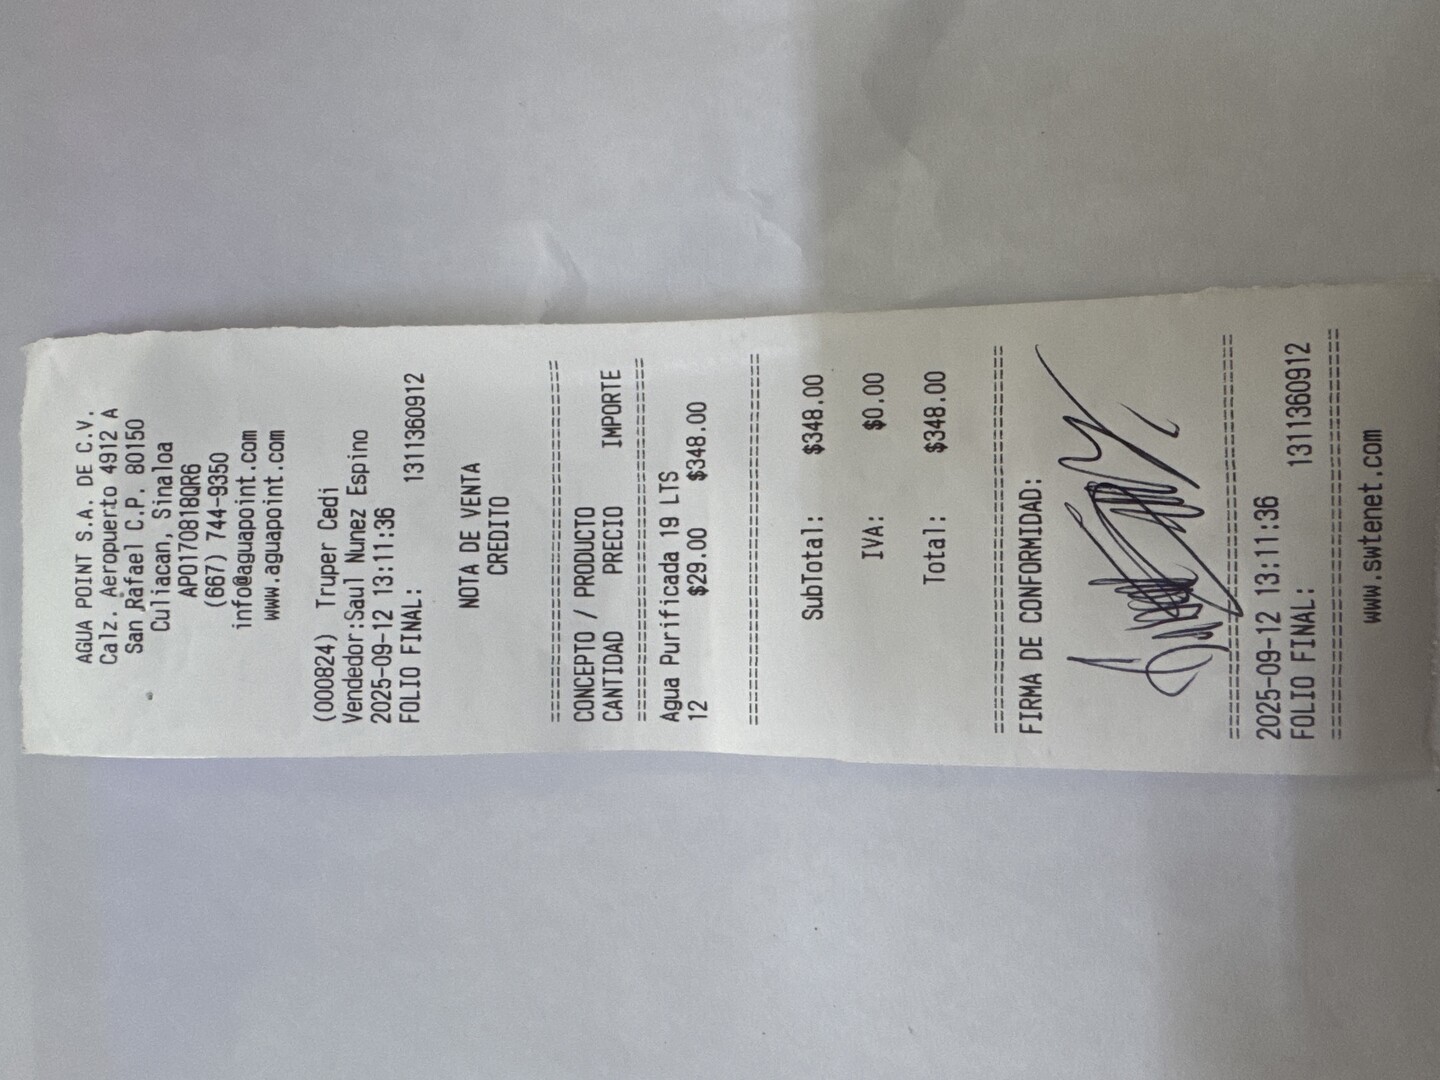 AGUA POINT S.A. DE C.V.
Calz. Aeropuerto 4912 A
San Rafael C.P. 80150
Culiacan, Sinaloa
APO170818QR6
(667) 744-9350
info@aguapoint.com
www.aguapoint.com
(000824) Truper Cedi
Vendedor:Saul Nunez Espino
2025-09-12 13:11:36
FOLIO FINAL: 1311360912
NOTA DE VENTA
CREDITO
CONCEPTO / PRODUCTO
CANTIDAD PRECIO IMPORTE
Agua Purificada 19 LTS
12 $29.00 $348.00
SubTotal: $348.00
IVA: $0.00
Total: $348.00
FIRMA DE CONFORMIDAD:
2025-09-12 13:11:36
FOLIO FINAL: 1311360912
www.swtenet.com